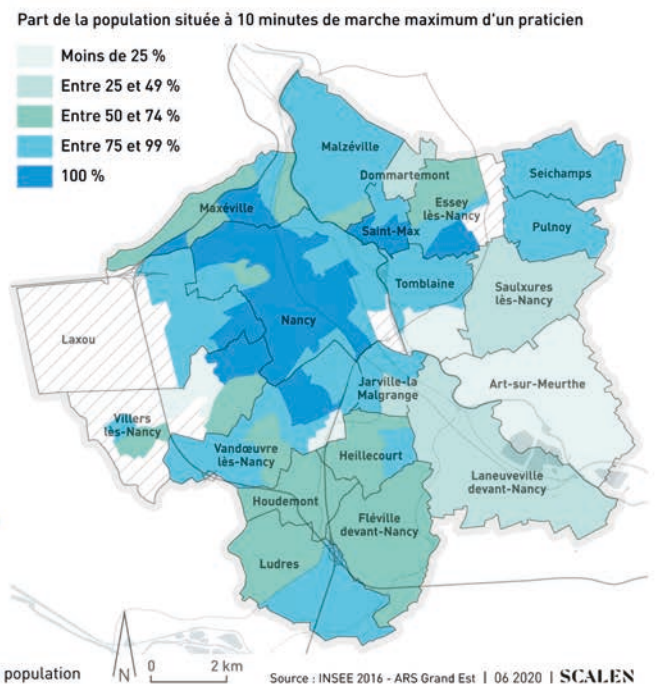 Part de la population située à 10 minutes de marche maximum d'un praticien
Moins de 25 %
Entre 25 et 49 %
Entre 50 et 74 %
Entre 75 et 99 %
100 %
Malzéville
Dommartemont
Seichamps
Maxéville
Essey
lès-Nancy
Saint-Max
Pulnoy
Tomblaine
Saulxures
lès-Nancy
Nancy
Laxou
Jarville-la
Malgrange
Art-sur-Meurthe
Villers
lès-Nancy
Vandœuvre
lès-Nancy
Heillecourt
Laneuveville
devant-Nancy
Houdemont
Fléville
devant-Nancy
Ludres
population
N
0
2 km
Source : INSEE 2016 - ARS Grand Est | 06 2020 | SCALEN